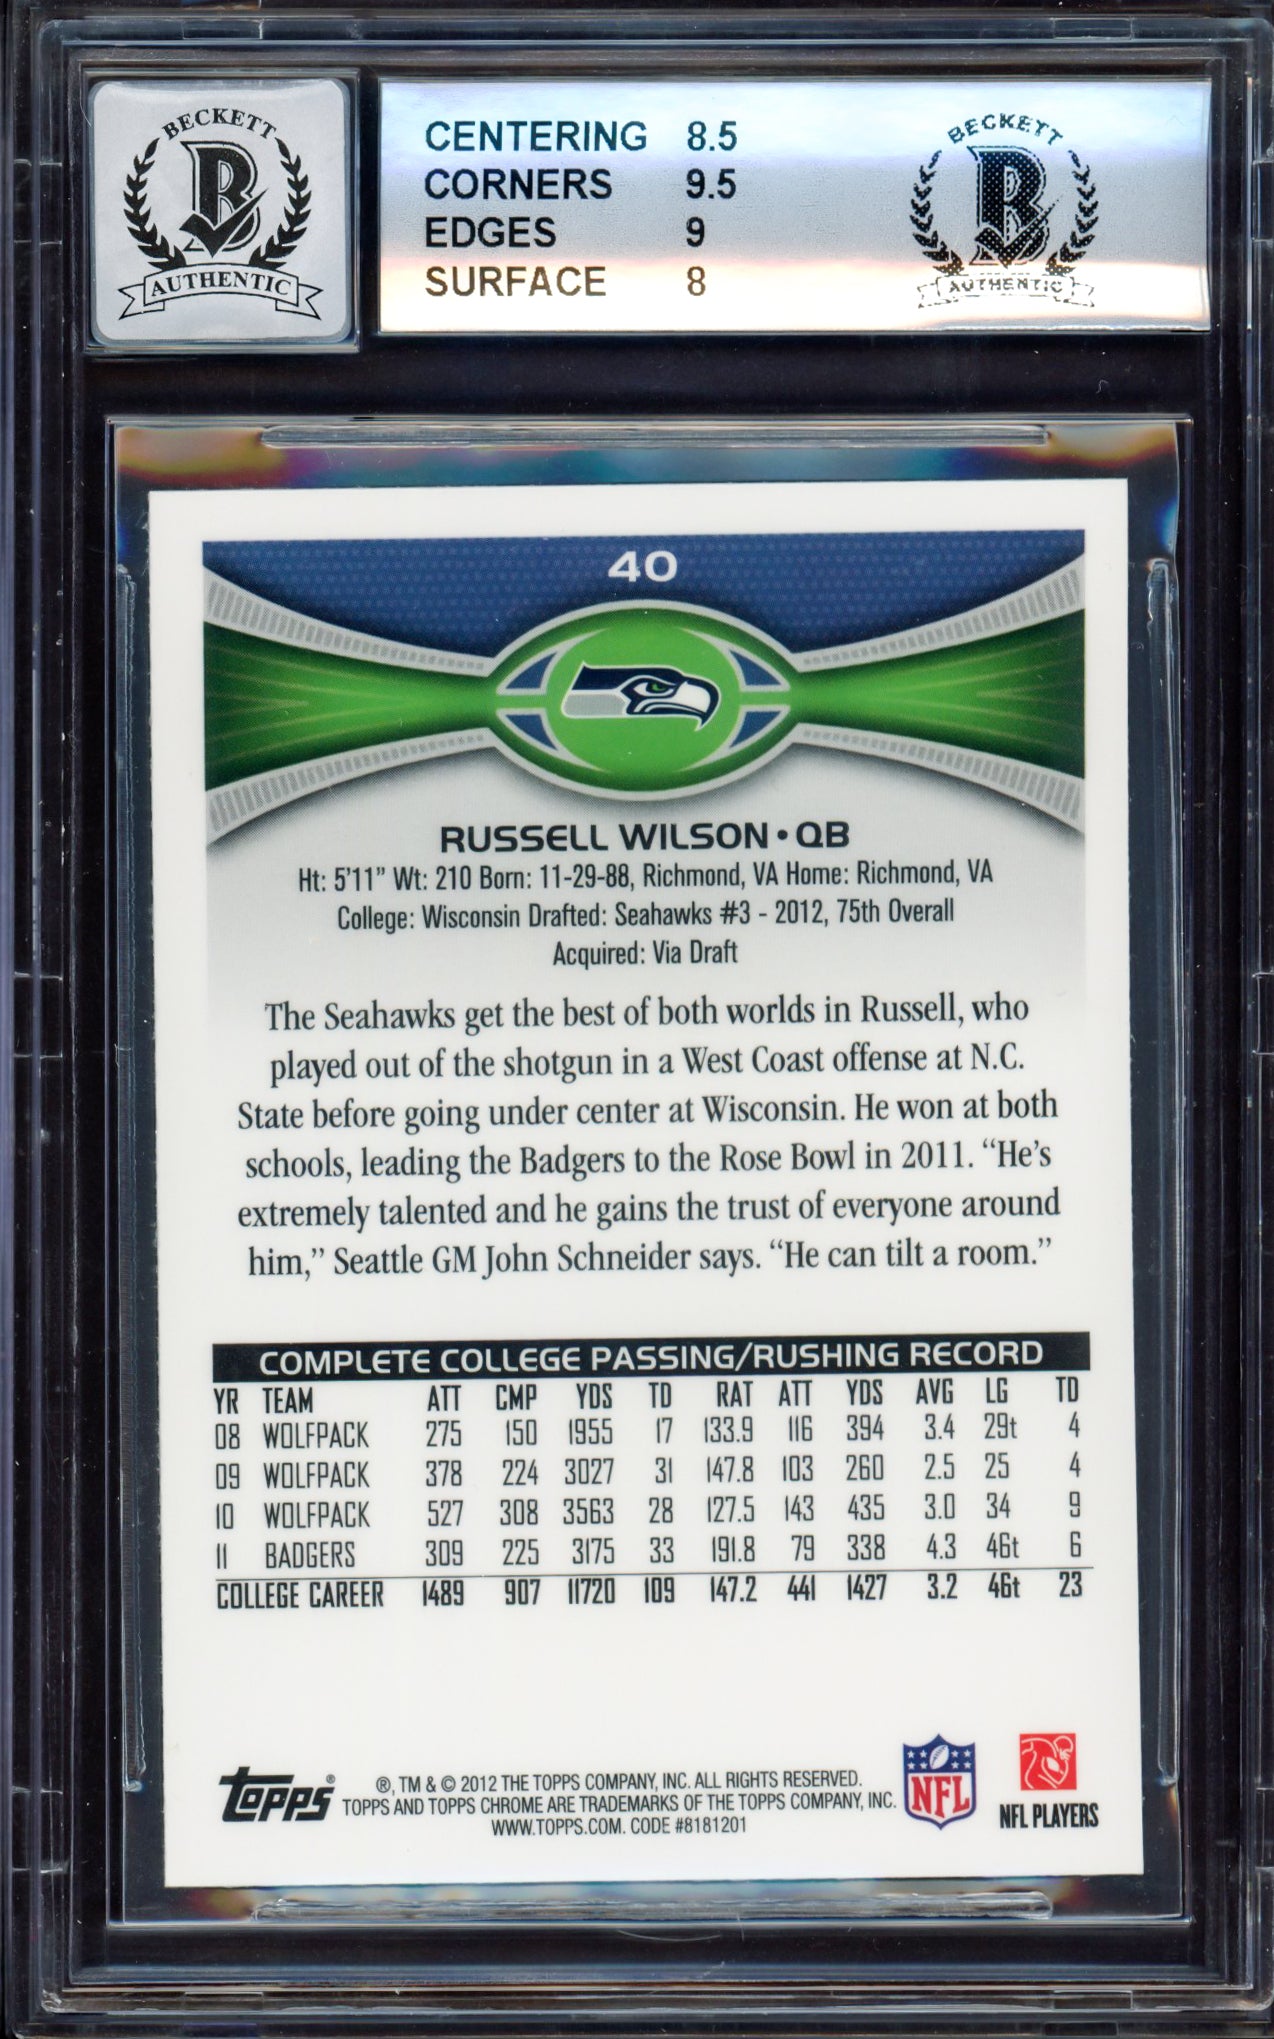 BECKETT
B
AUTHENTIC
CENTERING 8.5
CORNERS 9.5
EDGES 9
SURFACE 8
BECKETT
B
AUTHENTIC
40
RUSSELL WILSON • QB
Ht: 5'11" Wt: 210 Born: 11-29-88, Richmond, VA Home: Richmond, VA
College: Wisconsin Drafted: Seahawks #3 - 2012, 75th Overall
Acquired: Via Draft
The Seahawks get the best of both worlds in Russell, who
played out of the shotgun in a West Coast offense at N.C.
State before going under center at Wisconsin. He won at both
schools, leading the Badgers to the Rose Bowl in 2011. “He’s
extremely talented and he gains the trust of everyone around
him,” Seattle GM John Schneider says. “He can tilt a room.”
COMPLETE COLLEGE PASSING/RUSHING RECORD
YR TEAM ATT CMP YDS TD RAT ATT YDS AVG LG TD
08 WOLFPACK 275 150 1955 17 133.9 116 394 3.4 29t 4
09 WOLFPACK 378 224 3027 31 147.8 103 260 2.5 25 4
10 WOLFPACK 527 308 3563 28 127.5 143 435 3.0 34 9
11 BADGERS 309 225 3175 33 191.8 79 338 4.3 46t 6
COLLEGE CAREER 1489 907 11720 109 147.2 441 1427 3.2 46t 23
Topps®
®, TM & © 2012 THE TOPPS COMPANY, INC. ALL RIGHTS RESERVED.
TOPPS AND TOPPS CHROME ARE TRADEMARKS OF THE TOPPS COMPANY, INC.
WWW.TOPPS.COM. CODE #8181201
NFL
NFL PLAYERS